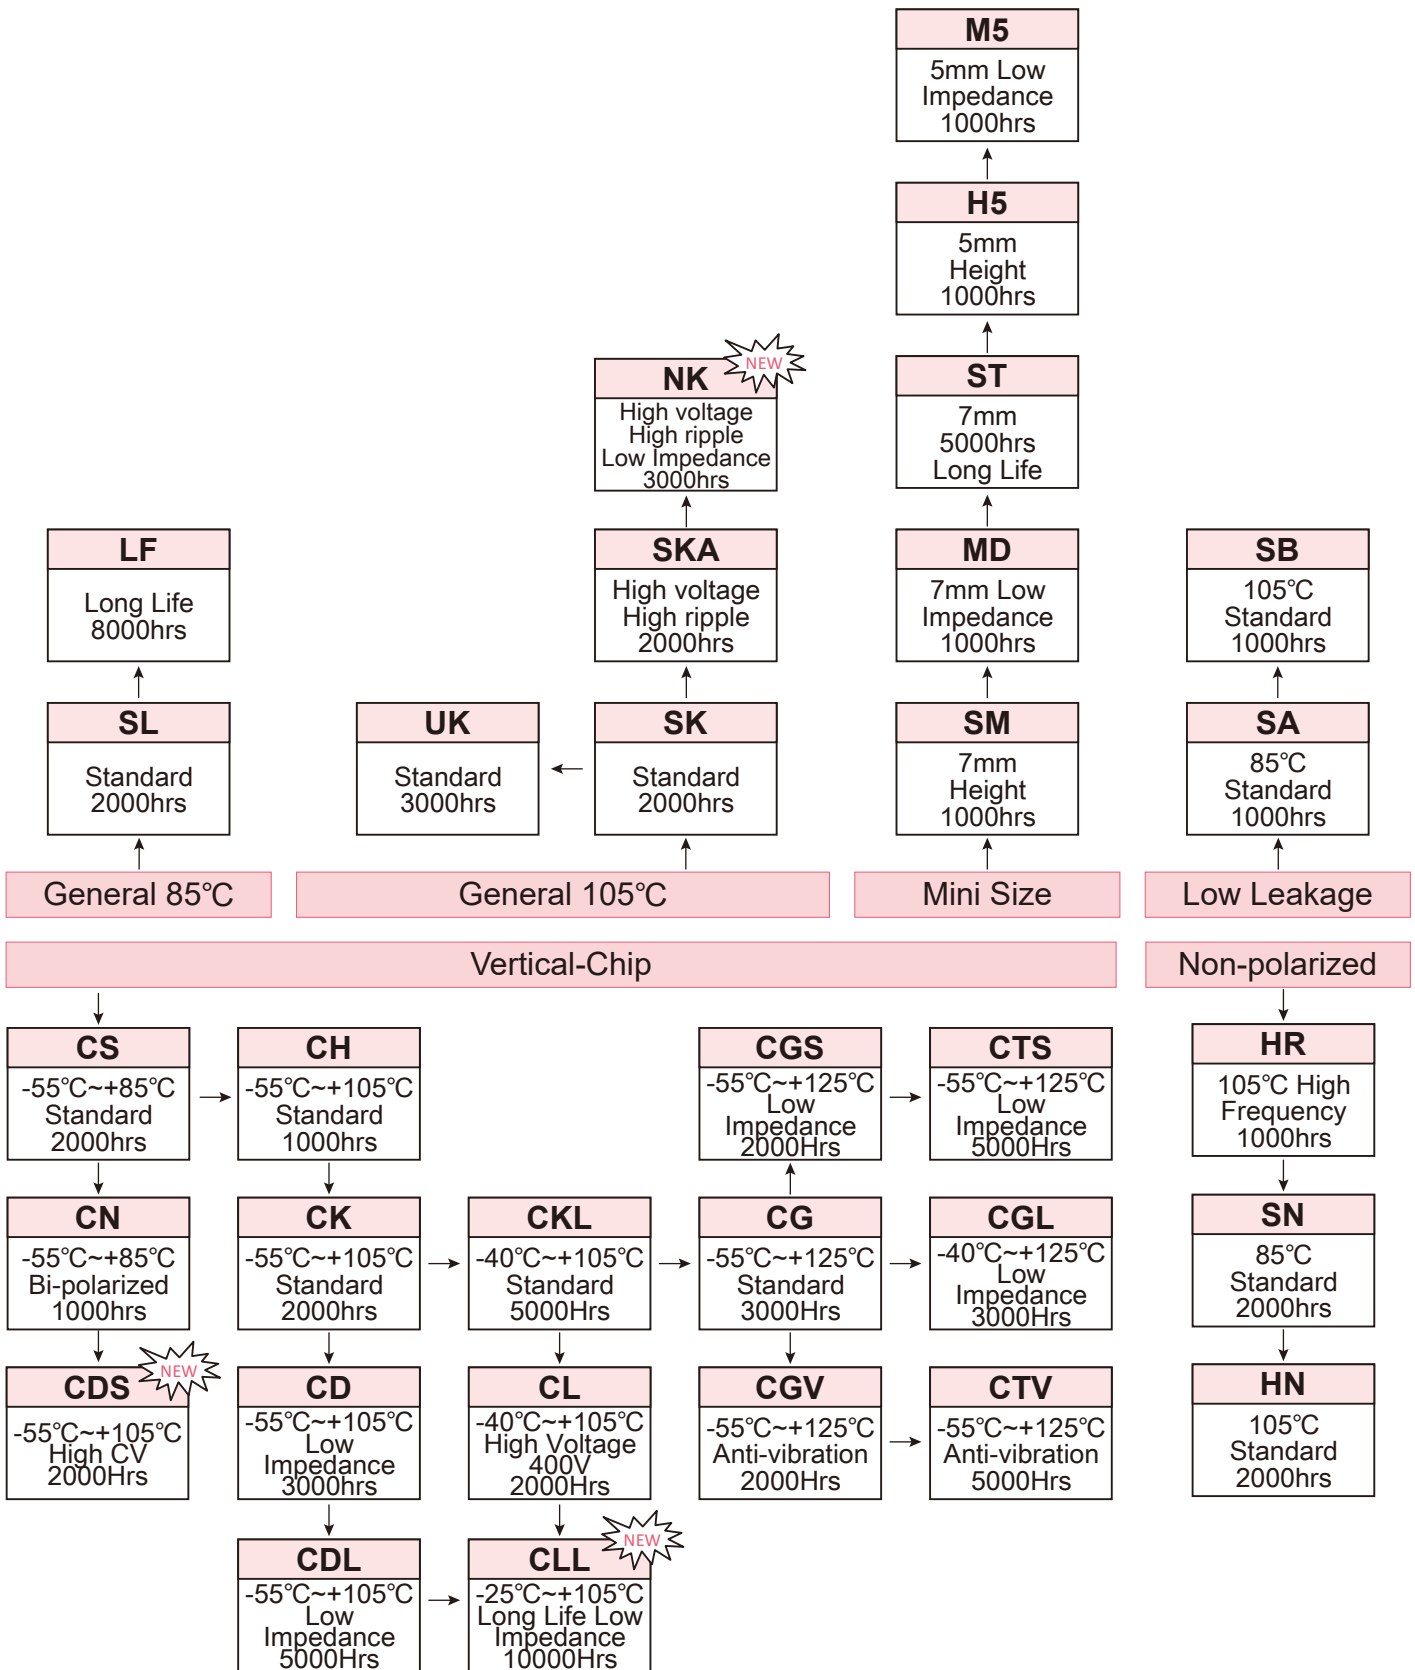 M5
5mm Low
Impedance
1000hrs
H5
5mm
Height
1000hrs
NK
NEW
High voltage
High ripple
Low Impedance
3000hrs
ST
7mm
5000hrs
Long Life
LF
Long Life
8000hrs
SKA
High voltage
High ripple
2000hrs
MD
7mm Low
Impedance
1000hrs
SB
105℃
Standard
1000hrs
SL
Standard
2000hrs
UK
Standard
3000hrs
SK
Standard
2000hrs
SM
7mm
Height
1000hrs
SA
85℃
Standard
1000hrs
General 85℃
General 105℃
Mini Size
Low Leakage
Vertical-Chip
Non-polarized
CS
-55℃~+85℃
Standard
2000hrs
CH
-55℃~+105℃
Standard
1000hrs
CGS
-55℃~+125℃
Low
Impedance
2000Hrs
CTS
-55℃~+125℃
Low
Impedance
5000Hrs
HR
105℃ High
Frequency
1000hrs
CN
-55℃~+85℃
Bi-polarized
1000hrs
CK
-55℃~+105℃
Standard
2000hrs
CKL
-40℃~+105℃
Standard
5000Hrs
CG
-55℃~+125℃
Standard
3000Hrs
CGL
-40℃~+125℃
Low
Impedance
3000Hrs
SN
85℃
Standard
2000hrs
CDS
NEW
-55℃~+105℃
High CV
2000Hrs
CD
-55℃~+105℃
Low
Impedance
3000hrs
CL
-40℃~+105℃
High Voltage
400V
2000Hrs
CGV
-55℃~+125℃
Anti-vibration
2000Hrs
CTV
-55℃~+125℃
Anti-vibration
5000Hrs
HN
105℃
Standard
2000hrs
CDL
-55℃~+105℃
Low
Impedance
5000Hrs
CLL
NEW
-25℃~+105℃
Long Life Low
Impedance
10000Hrs